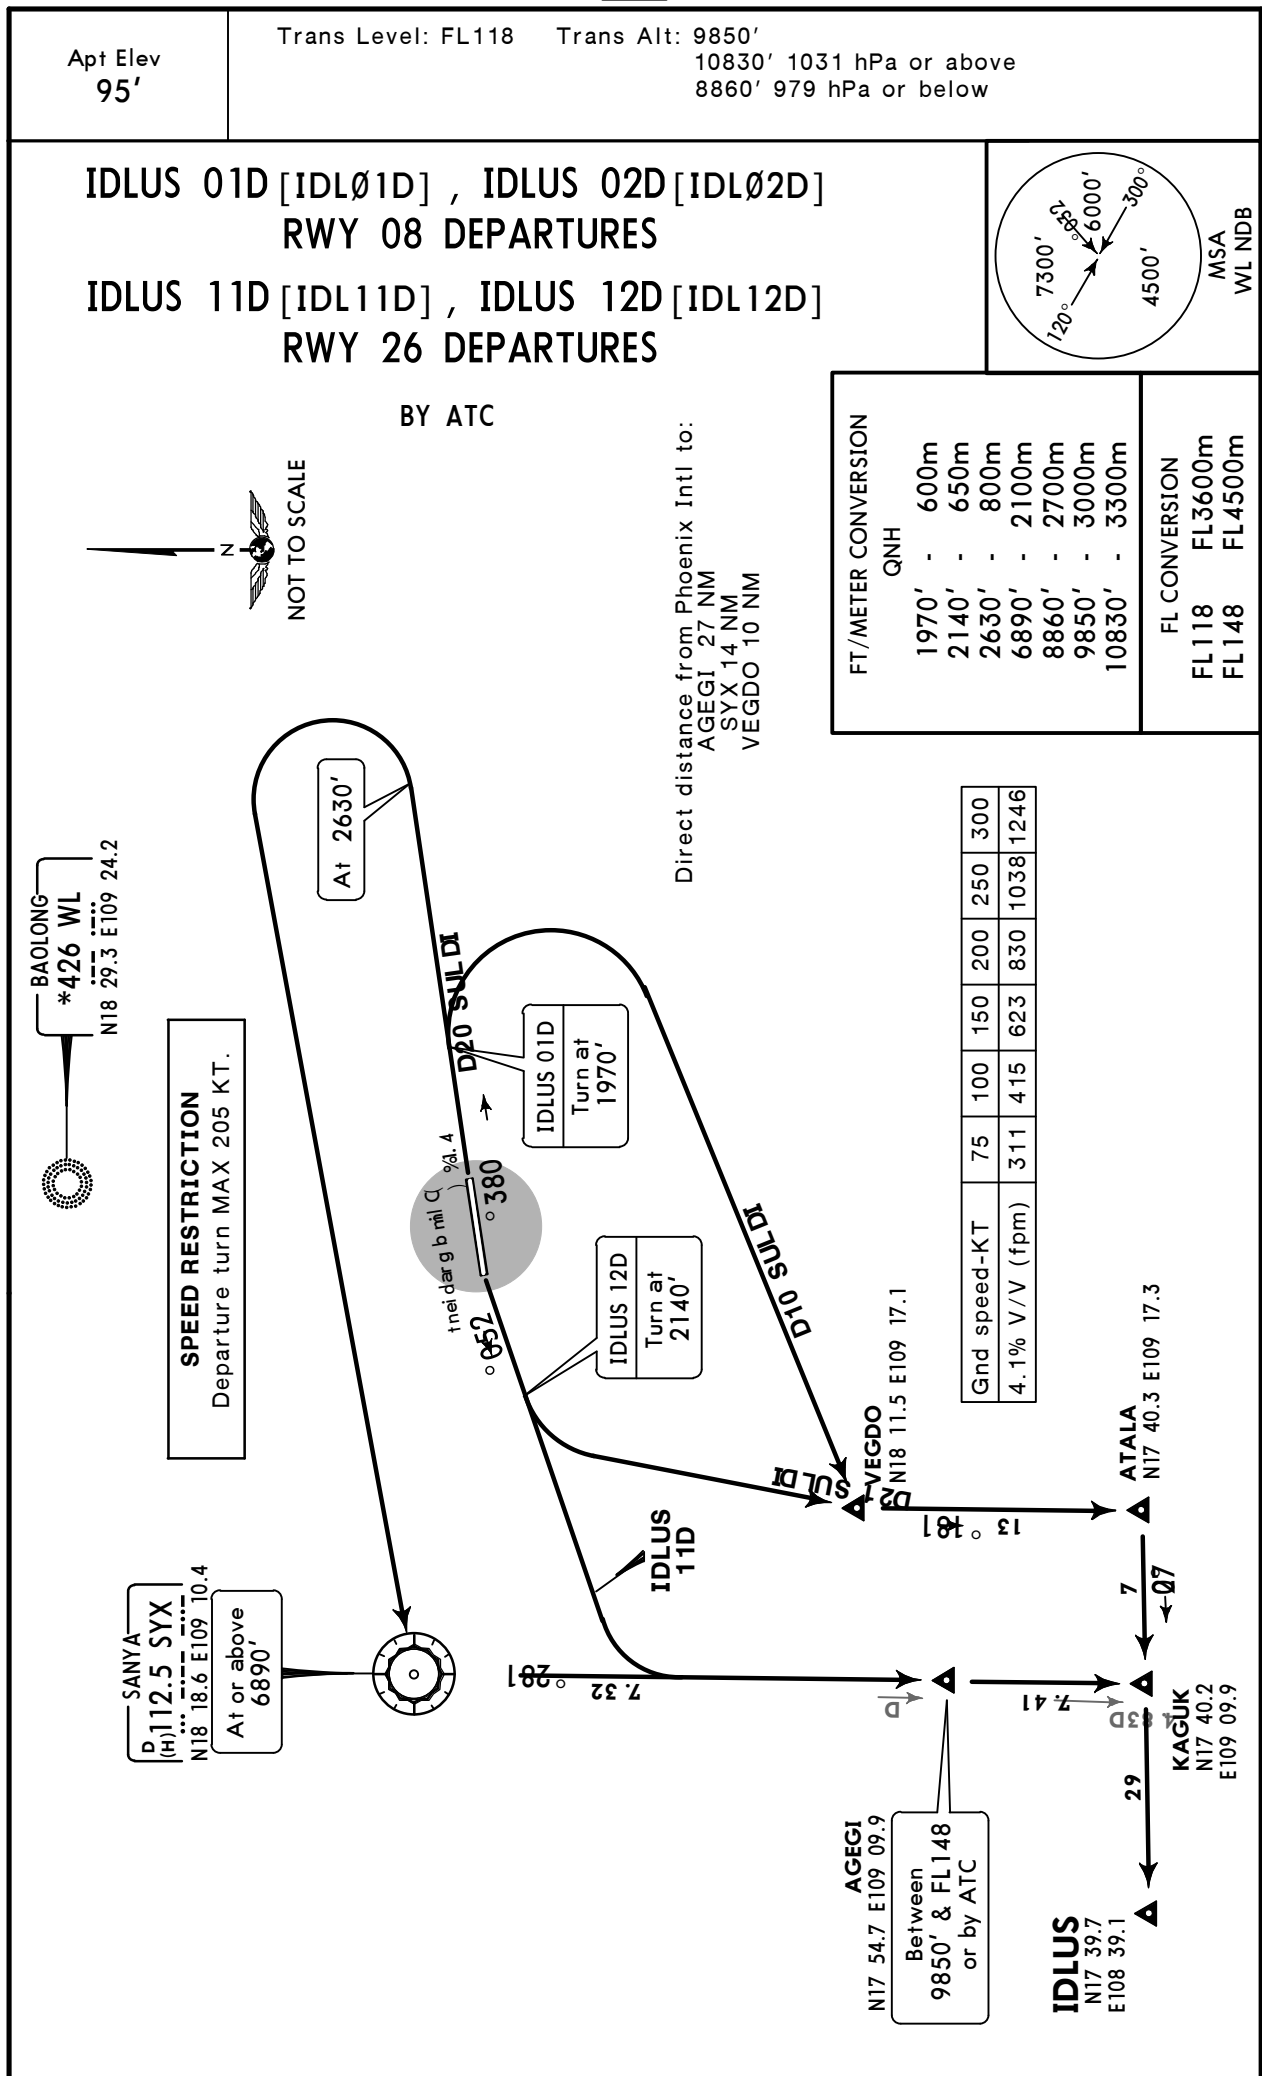 Apt Elev
95'
Trans Level: FL118 Trans Alt: 9850'
10830' 1031 hPa or above
8860' 979 hPa or below
IDLUS 01D [IDLØ1D] , IDLUS 02D [IDLØ2D]
RWY 08 DEPARTURES
IDLUS 11D [IDL11D] , IDLUS 12D [IDL12D]
RWY 26 DEPARTURES
BY ATC
7300'
6000'
4500'
120°
032°
300°
MSA
WL NDB
N
NOT TO SCALE
Direct distance from Phoenix Intl to:
AGEGI 27 NM
SYX 14 NM
VEGDO 10 NM
FT/METER CONVERSION
QNH
1970' - 600m
2140' - 650m
2630' - 800m
6890' - 2100m
8860' - 2700m
9850' - 3000m
10830' - 3300m
FL CONVERSION
FL118 FL3600m
FL148 FL4500m
BAOLONG
*426 WL
N18 29.3 E109 24.2
SPEED RESTRICTION
Departure turn MAX 205 KT.
At 2630'
D20 SULDI
IDLUS 01D
Turn at
1970'
°380
°052
IDLUS 12D
Turn at
2140'
D10 SULDI
Gnd speed-KT 75 100 150 200 250 300
4.1% V/V (fpm) 311 415 623 830 1038 1246
SANYA
D
(H)112.5 SYX
N18 18.6 E109 10.4
At or above
6890'
IDLUS
11D
D21 SULDI
VEGDO
N18 11.5 E109 17.1
°181
13
ATALA
N17 40.3 E109 17.3
7
7.32
D
7.41
4.83D
AGEGI
N17 54.7 E109 09.9
Between
9850' & FL148
or by ATC
KAGUK
N17 40.2
E109 09.9
29
IDLUS
N17 39.7
E108 39.1